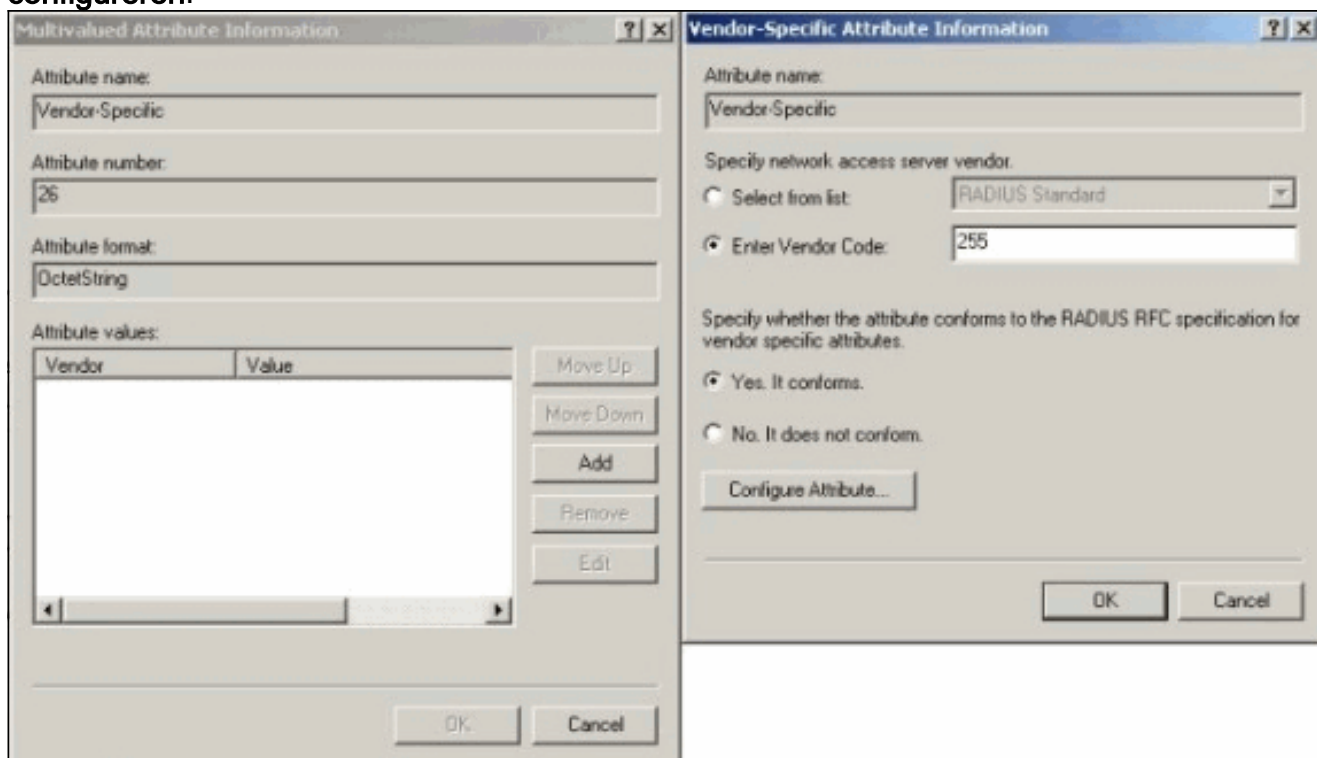 configureren.
Multivalued Attribute Information
Attribute name:
Vendor-Specific
Attribute number:
26
Attribute format:
OctetString
Attribute values:
Vendor Value
Move Up
Move Down
Add
Remove
Edit
OK Cancel
Vendor-Specific Attribute Information
Attribute name:
Vendor-Specific
Specify network access server vendor.
Select from list: RADIUS Standard
Enter Vendor Code: 255
Specify whether the attribute conforms to the RADIUS RFC specification for
vendor specific attributes.
Yes. It conforms.
No. It does not conform.
Configure Attribute...
OK Cancel